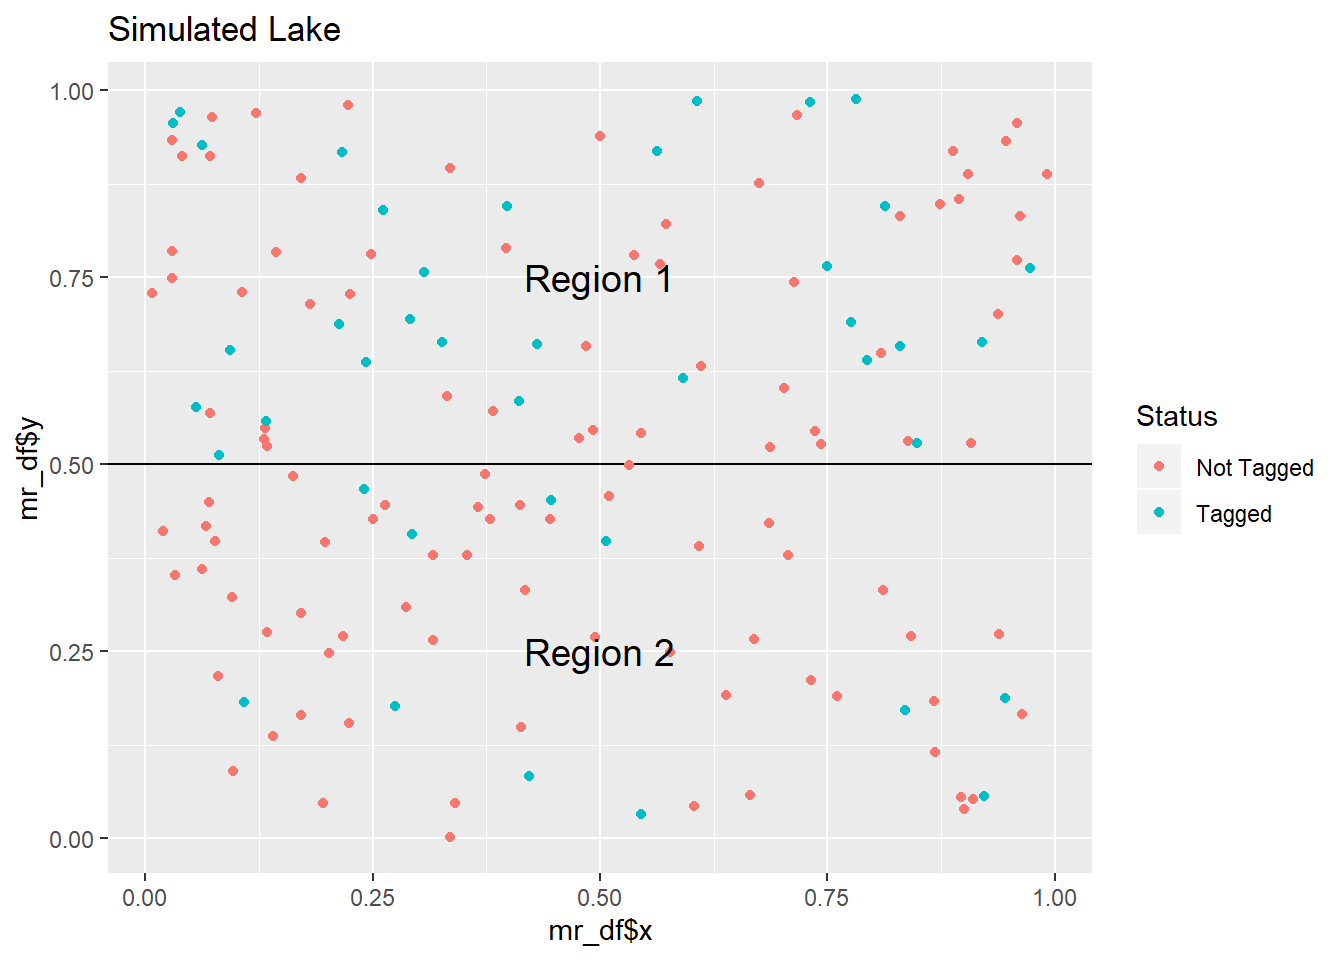 Simulated Lake
1.00
0.75
0.50
0.25
0.00
mr_df$y
Region 1
Region 2
0.00 0.25 0.50 0.75 1.00
mr_df$x
Status
Not Tagged
Tagged